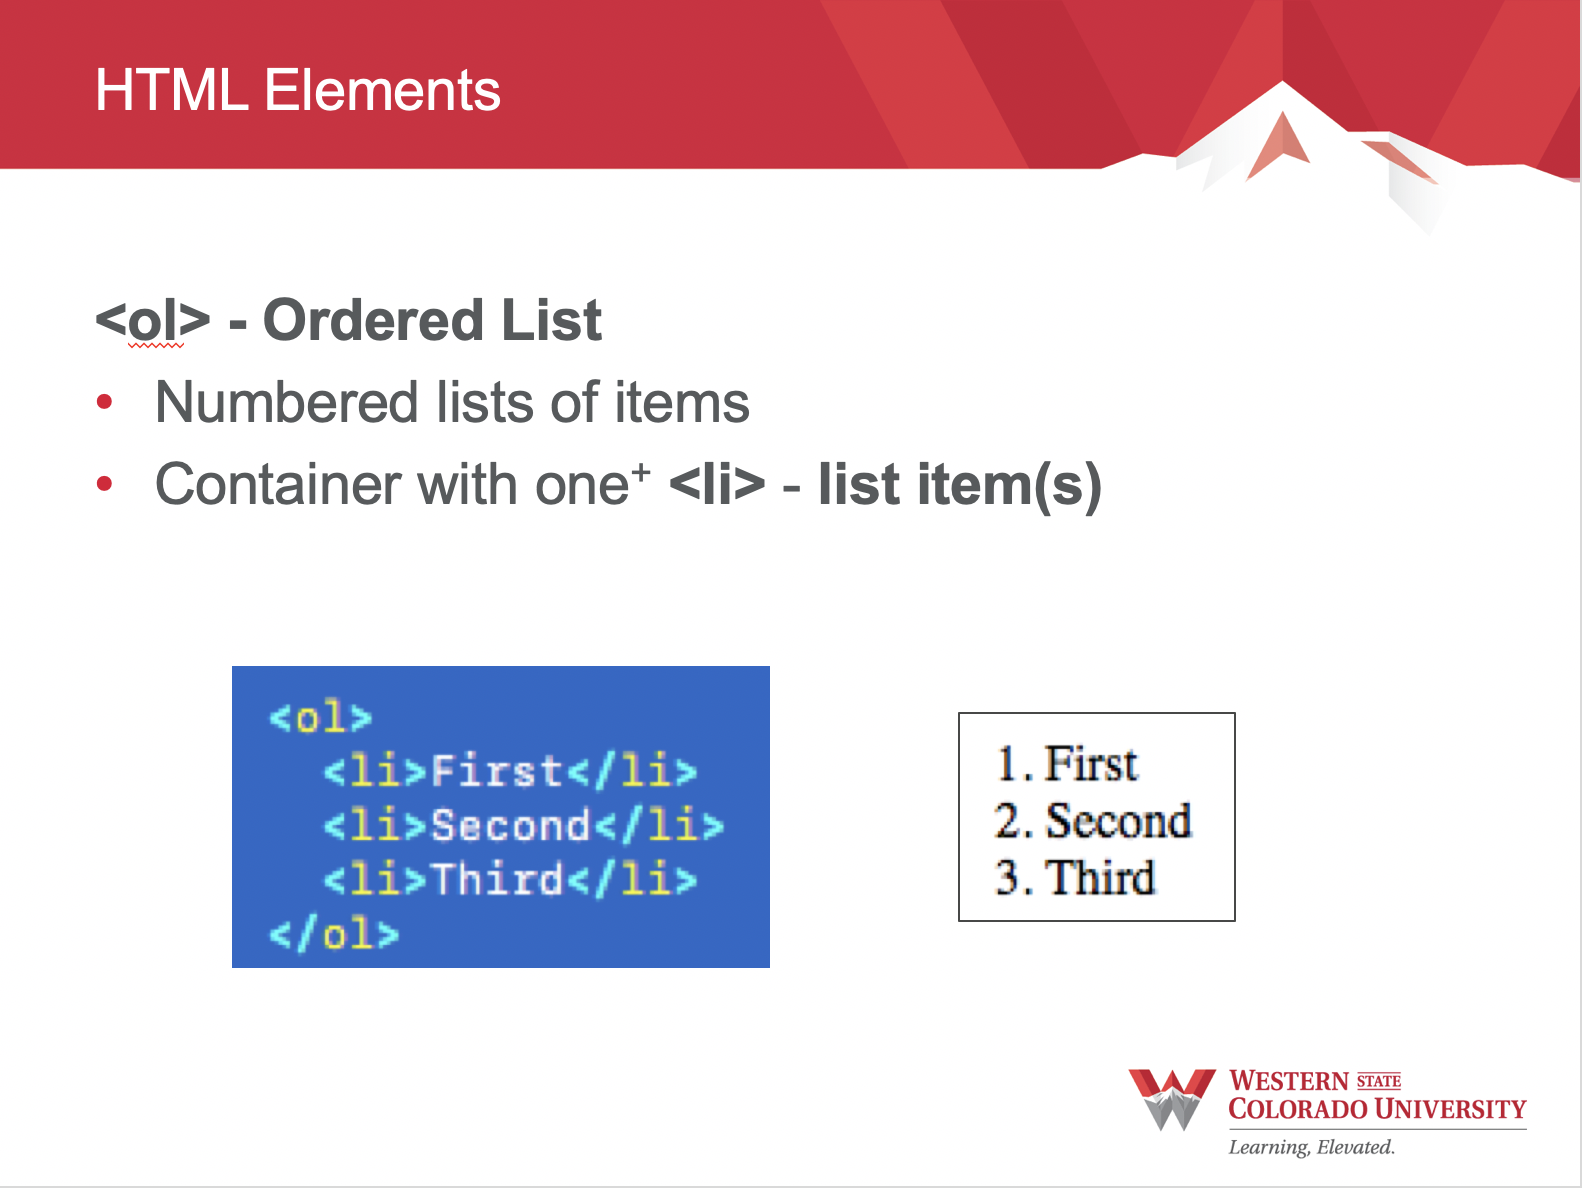 HTML Elements
<ol> - Ordered List
• Numbered lists of items
• Container with one⁺ <li> - list item(s)
<ol>
<li>First</li>
<li>Second</li>
<li>Third</li>
</ol>
1. First
2. Second
3. Third
WESTERN STATE
COLORADO UNIVERSITY
Learning, Elevated.